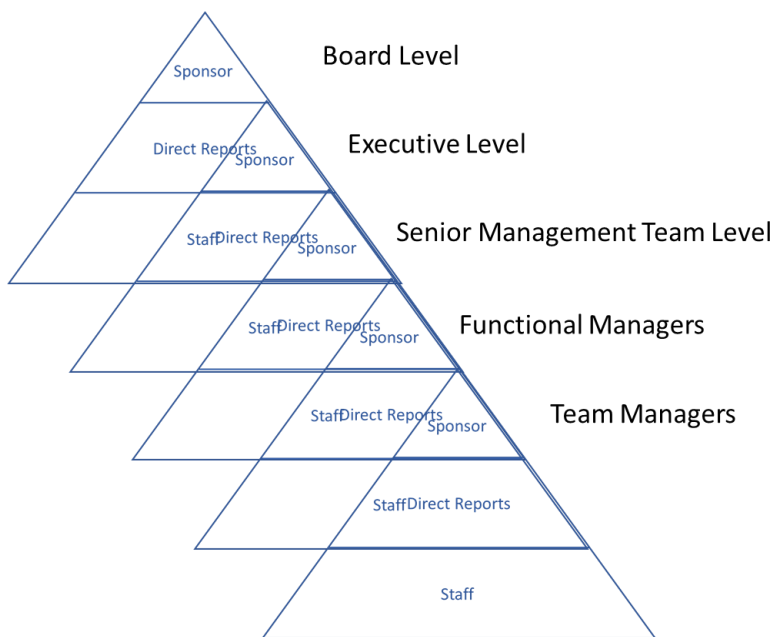 Board Level
Sponsor
Executive Level
Direct Reports
Sponsor
Senior Management Team Level
Staff
Direct Reports
Sponsor
Functional Managers
Staff
Direct Reports
Sponsor
Team Managers
Staff
Direct Reports
Sponsor
Staff
Direct Reports
Staff